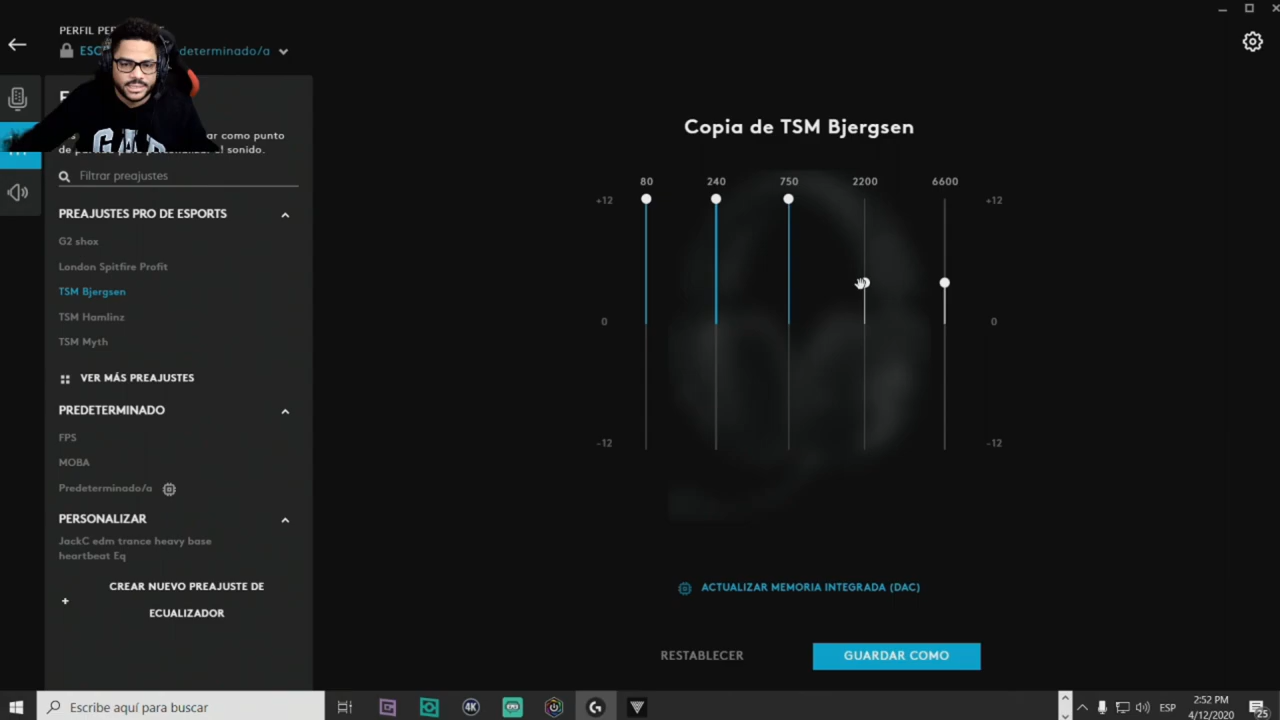 PERFIL
ESC determinado/a
ar como punto
de el sonido.
Filtrar preajustes
PREAJUSTES PRO DE ESPORTS
G2 shox
London Spitfire Profit
TSM Bjergsen
TSM Hamlinz
TSM Myth
VER MÁS PREAJUSTES
PREDETERMINADO
FPS
MOBA
Predeterminado/a
PERSONALIZAR
JackC edm trance heavy base
heartbeat Eq
+ CREAR NUEVO PREAJUSTE DE
ECUALIZADOR
Copia de TSM Bjergsen
80 240 750 2200 6600
+12 +12
0 0
-12 -12
ACTUALIZAR MEMORIA INTEGRADA (DAC)
RESTABLECER GUARDAR COMO
GAP
Escribe aquí para buscar
4K
ESP
2:52 PM
4/12/2020
25